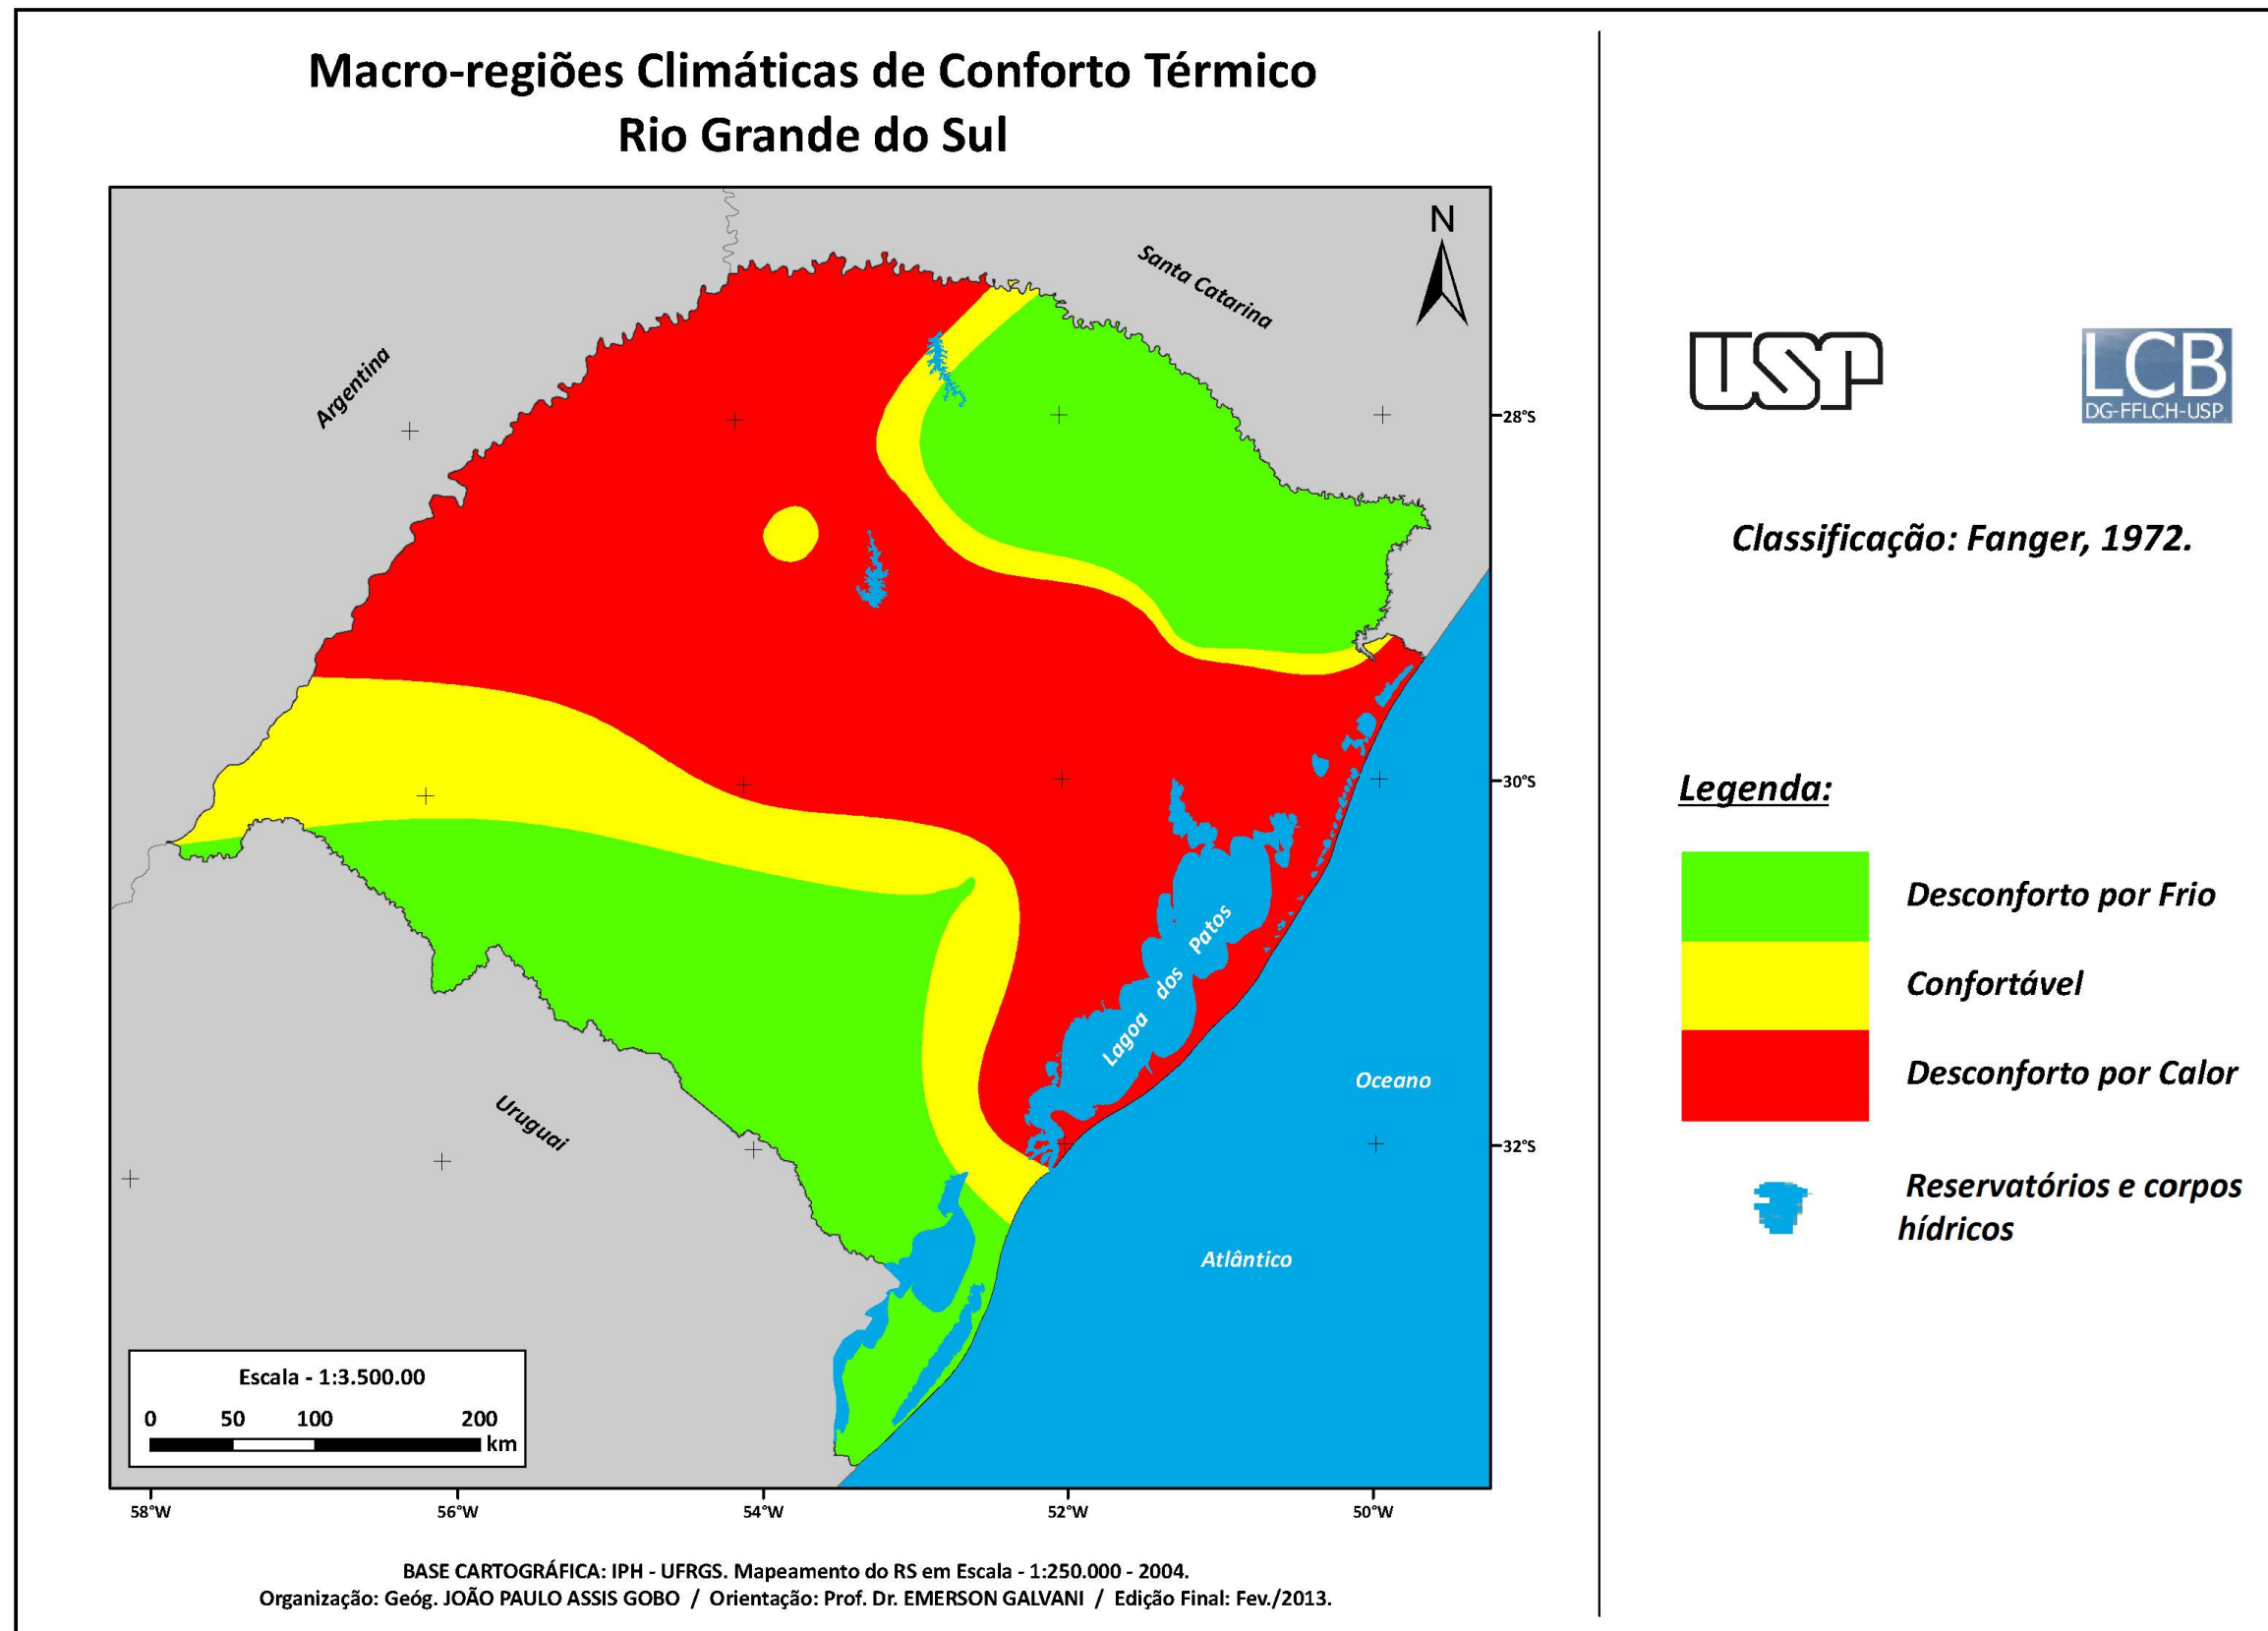 Macro-regiões Climáticas de Conforto Térmico
Rio Grande do Sul
N
Santa Catarina
Argentina
Uruguai
Lagoa dos Patos
Oceano
Atlântico
28°S
30°S
32°S
58°W
56°W
54°W
52°W
50°W
Escala - 1:3.500.00
0 50 100 200
km
BASE CARTOGRÁFICA: IPH - UFRGS. Mapeamento do RS em Escala - 1:250.000 - 2004.
Organização: Geóg. JOÃO PAULO ASSIS GOBO / Orientação: Prof. Dr. EMERSON GALVANI / Edição Final: Fev./2013.
USP
LCB
DG-FFLCH-USP
Classificação: Fanger, 1972.
Legenda:
Desconforto por Frio
Confortável
Desconforto por Calor
Reservatórios e corpos
hídricos